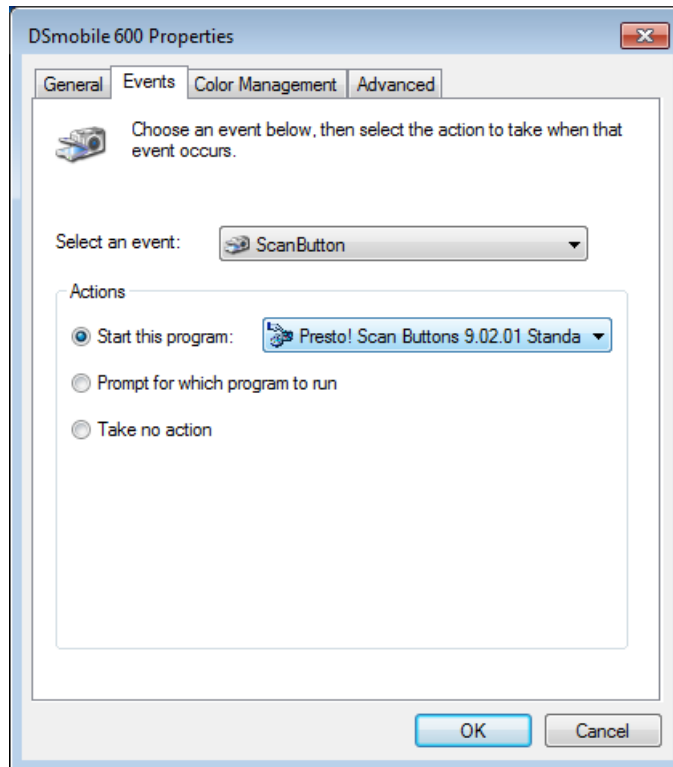 DSmobile 600 Properties
General Events Color Management Advanced
Choose an event below, then select the action to take when that
event occurs.
Select an event: ScanButton
Actions
Start this program: Presto! Scan Buttons 9.02.01 Standa
Prompt for which program to run
Take no action
OK Cancel